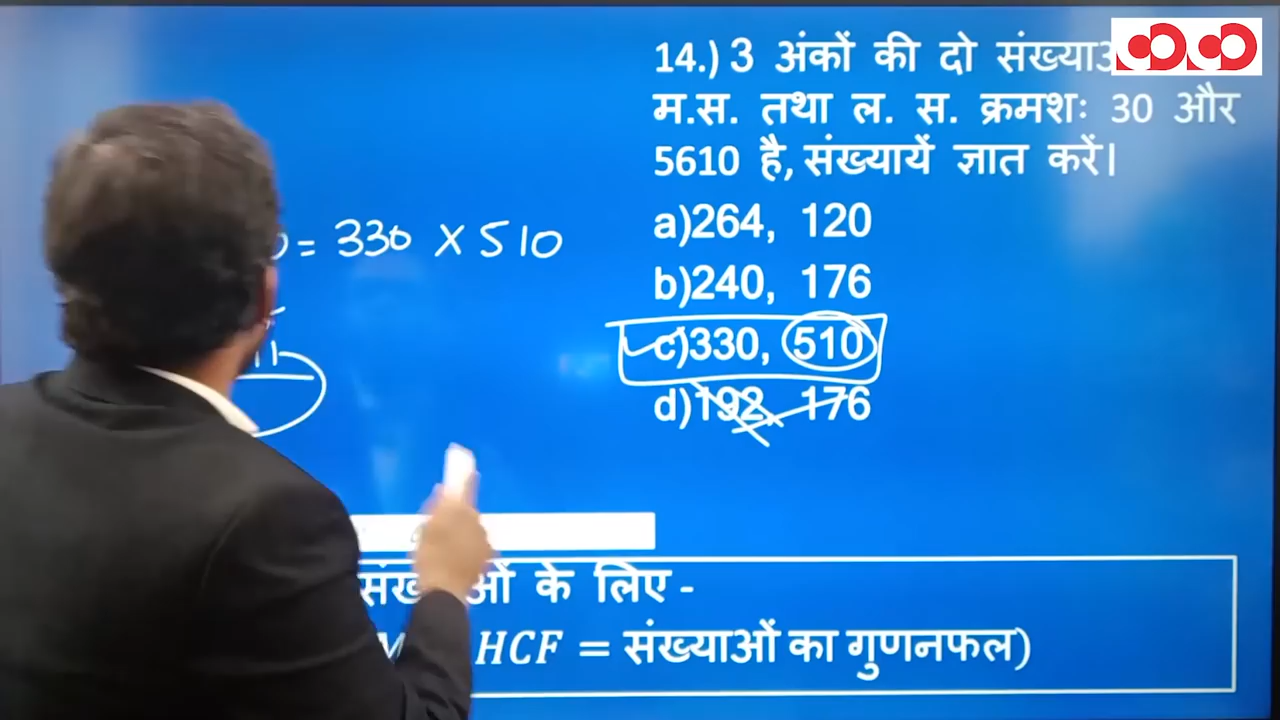 14.) 3 अंकों की दो
म.स. तथा ल. स. क्रमशः 30 और
5610 है, संख्यायें ज्ञात करें।
= 330 X 510
a)264, 120
b)240, 176
c)330, 510
11
d)192, 176
के लिए -
HCF = संख्याओं का गुणनफल)